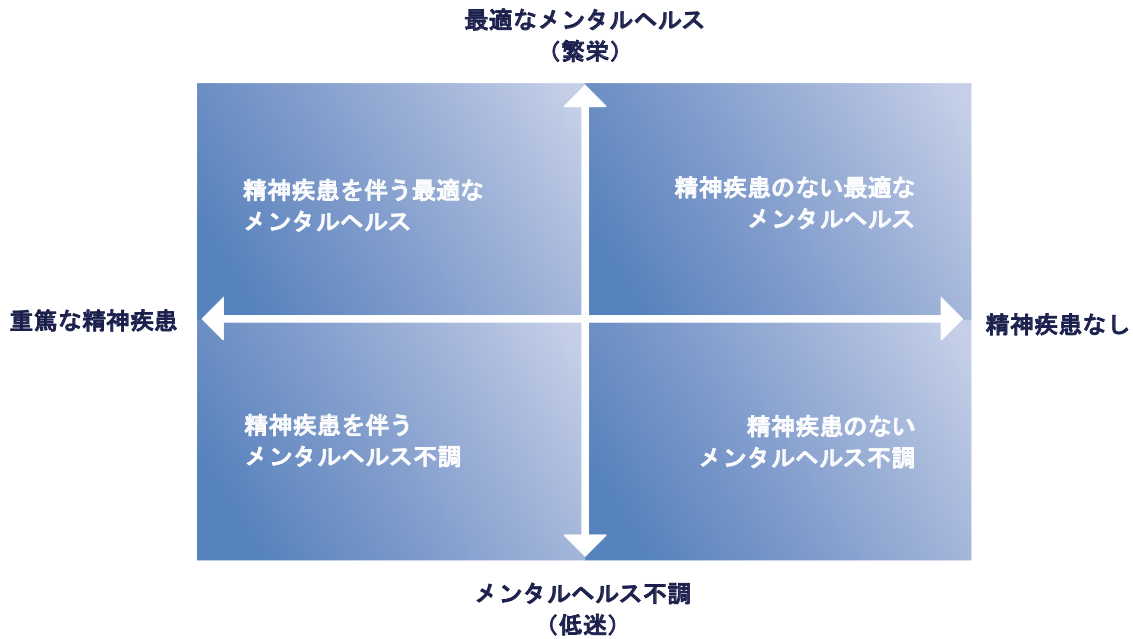 最適なメンタルヘルス
（繁栄）
精神疾患を伴う最適な
メンタルヘルス
精神疾患のない最適な
メンタルヘルス
重篤な精神疾患
精神疾患なし
精神疾患を伴う
メンタルヘルス不調
精神疾患のない
メンタルヘルス不調
メンタルヘルス不調
（低迷）